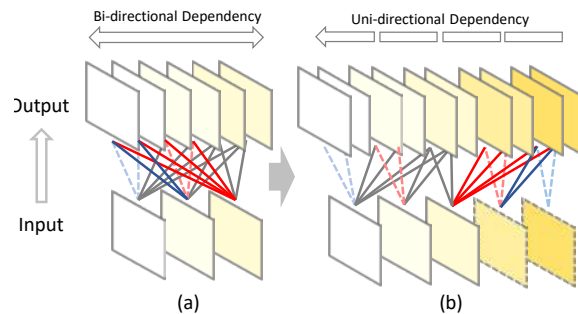 Bi-directional Dependency
Uni-directional Dependency
Output
Input
(a)
(b)